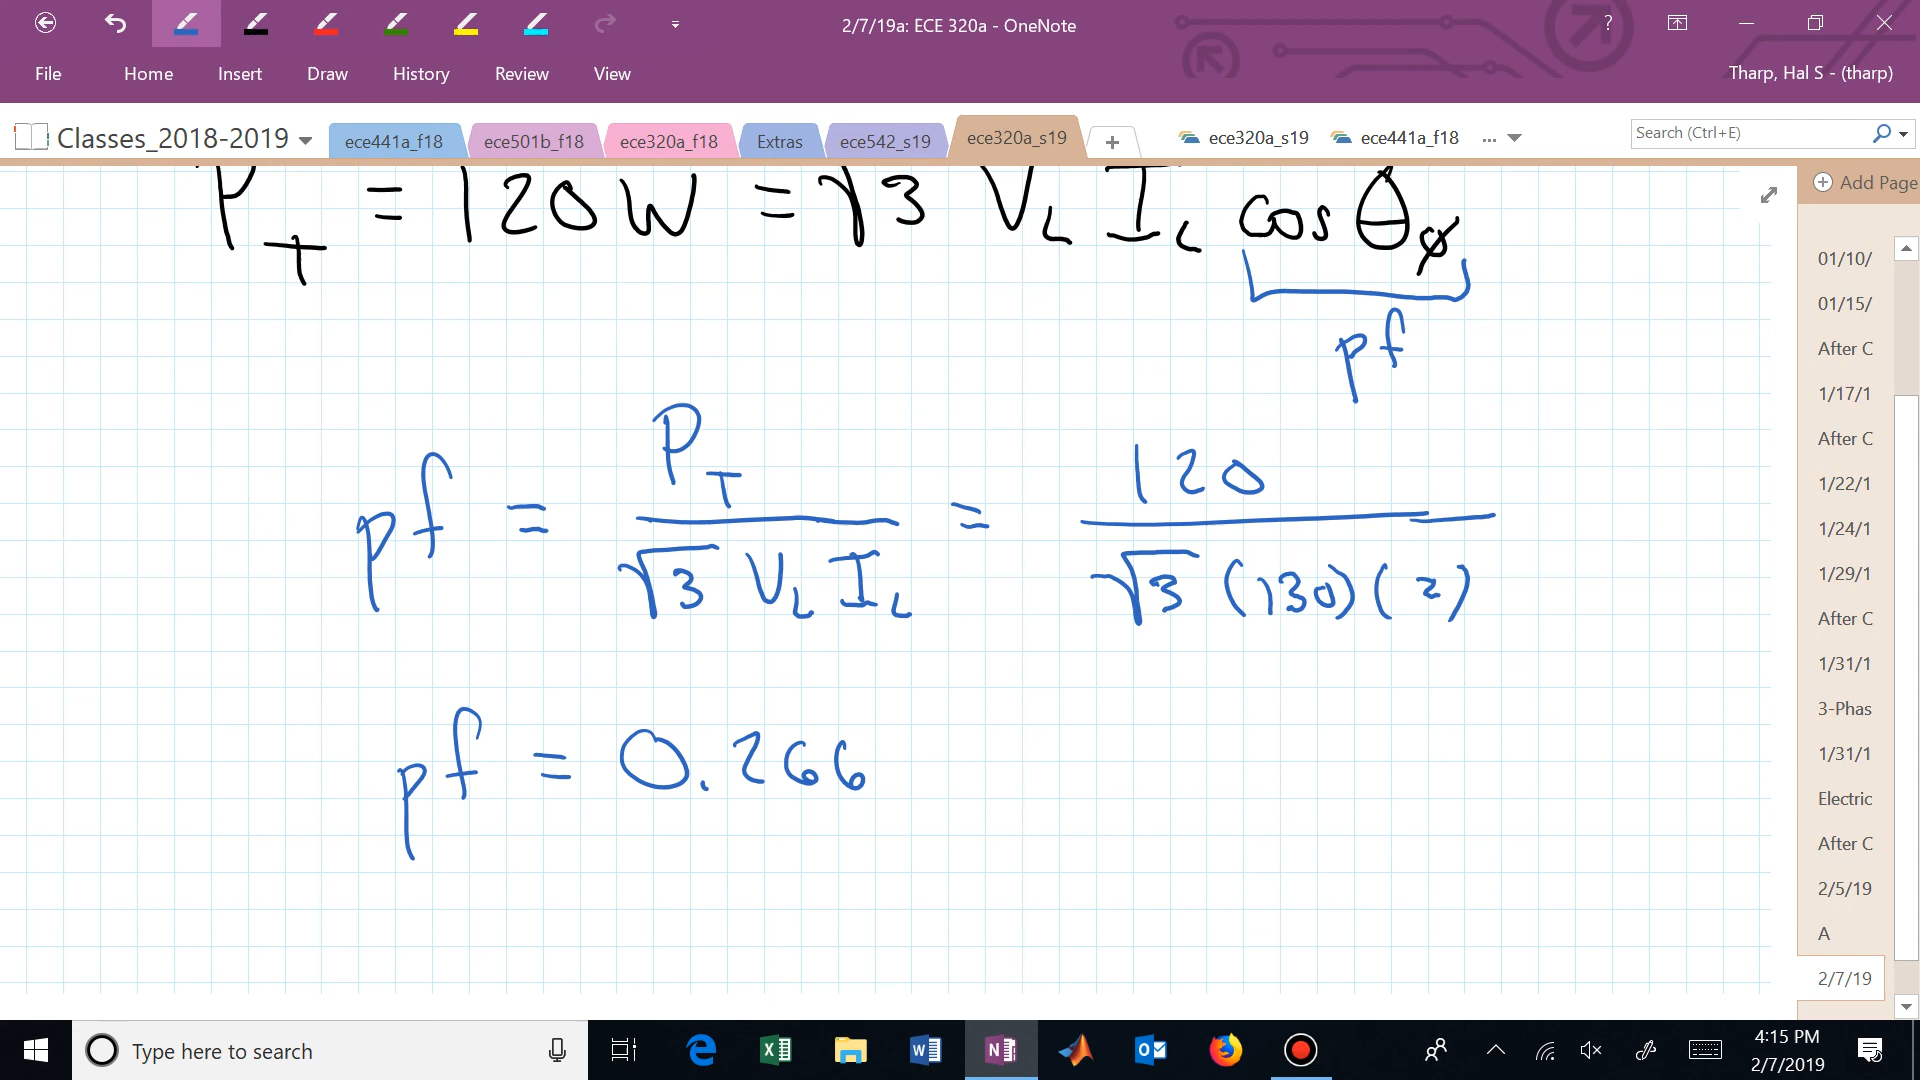 2/7/19a: ECE 320a - OneNote
?
File Home Insert Draw History Review View
Tharp, Hal S - (tharp)
Classes_2018-2019
ece441a_f18 ece501b_f18 ece320a_f18 Extras ece542_s19 ece320a_s19 +
ece320a_s19 ece441a_f18 ...
Search (Ctrl+E)
Add Page
P_T = 120W = √3 V_L I_L cos θ_ϕ
pf
pf = P_T / √3 V_L I_L = 120 / √3 (130)(2)
pf = 0.266
01/10/
01/15/
After C
1/17/1
After C
1/22/1
1/24/1
1/29/1
After C
1/31/1
3-Phas
1/31/1
Electric
After C
2/5/19
A
2/7/19
Type here to search
4:15 PM
2/7/2019